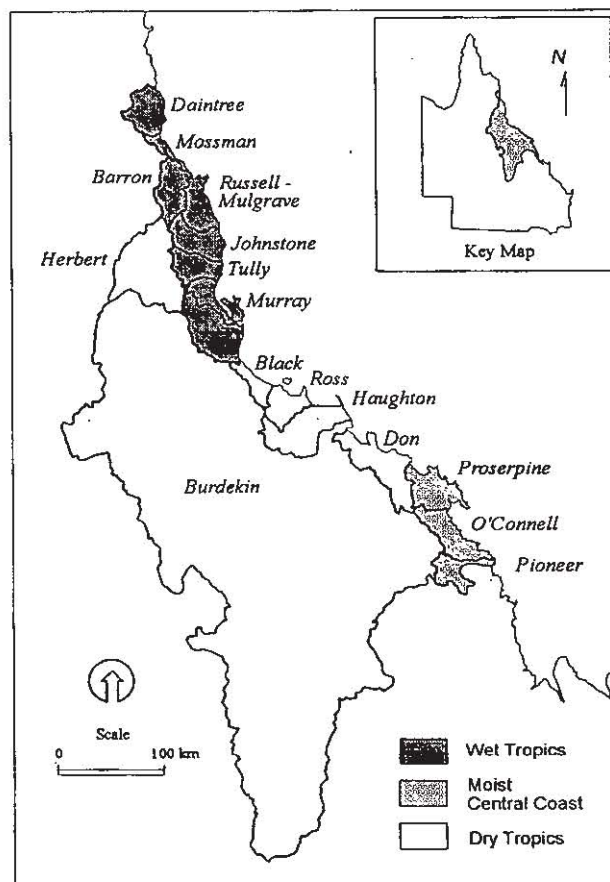 N
Key Map
Daintree
Mossman
Barron
Russell -
Mulgrave
Johnstone
Herbert
Tully
Murray
Black
Ross
Haughton
Don
Proserpine
Burdekin
O'Connell
Pioneer
Scale
0 100 km
Wet Tropics
Moist
Central Coast
Dry Tropics